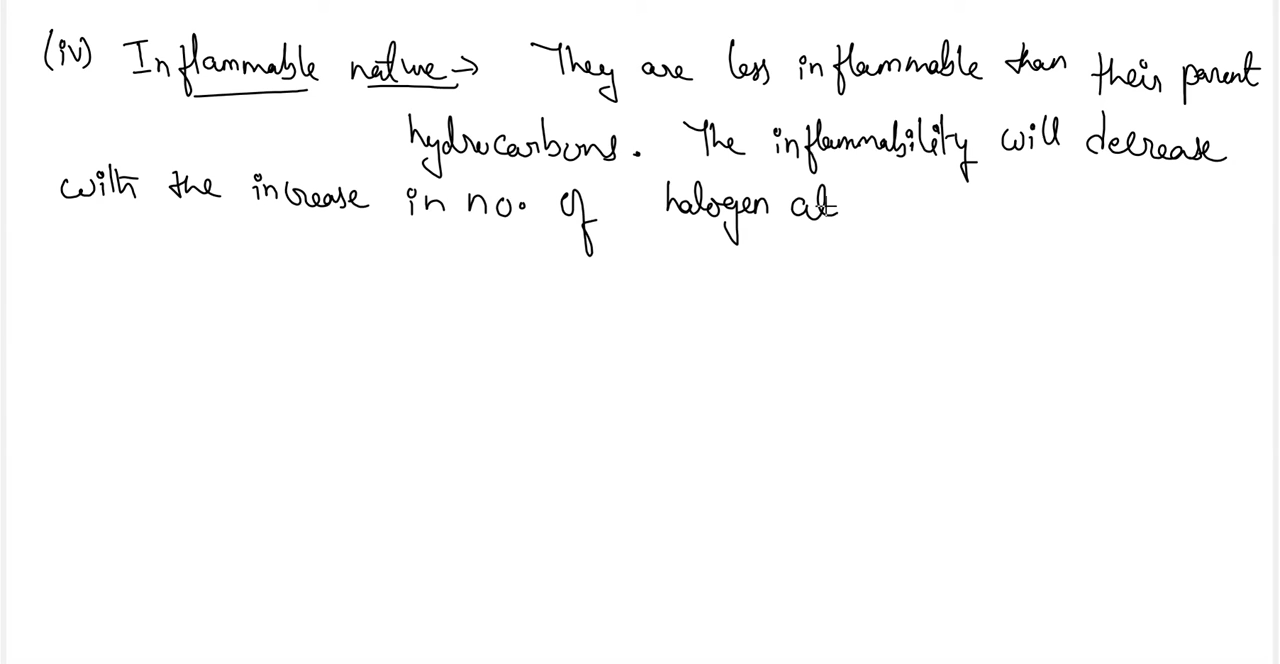 (iv) Inflammable nature → They are less inflammable than their parent
hydrocarbons. The inflammability will decrease
with the increase in no. of halogen at